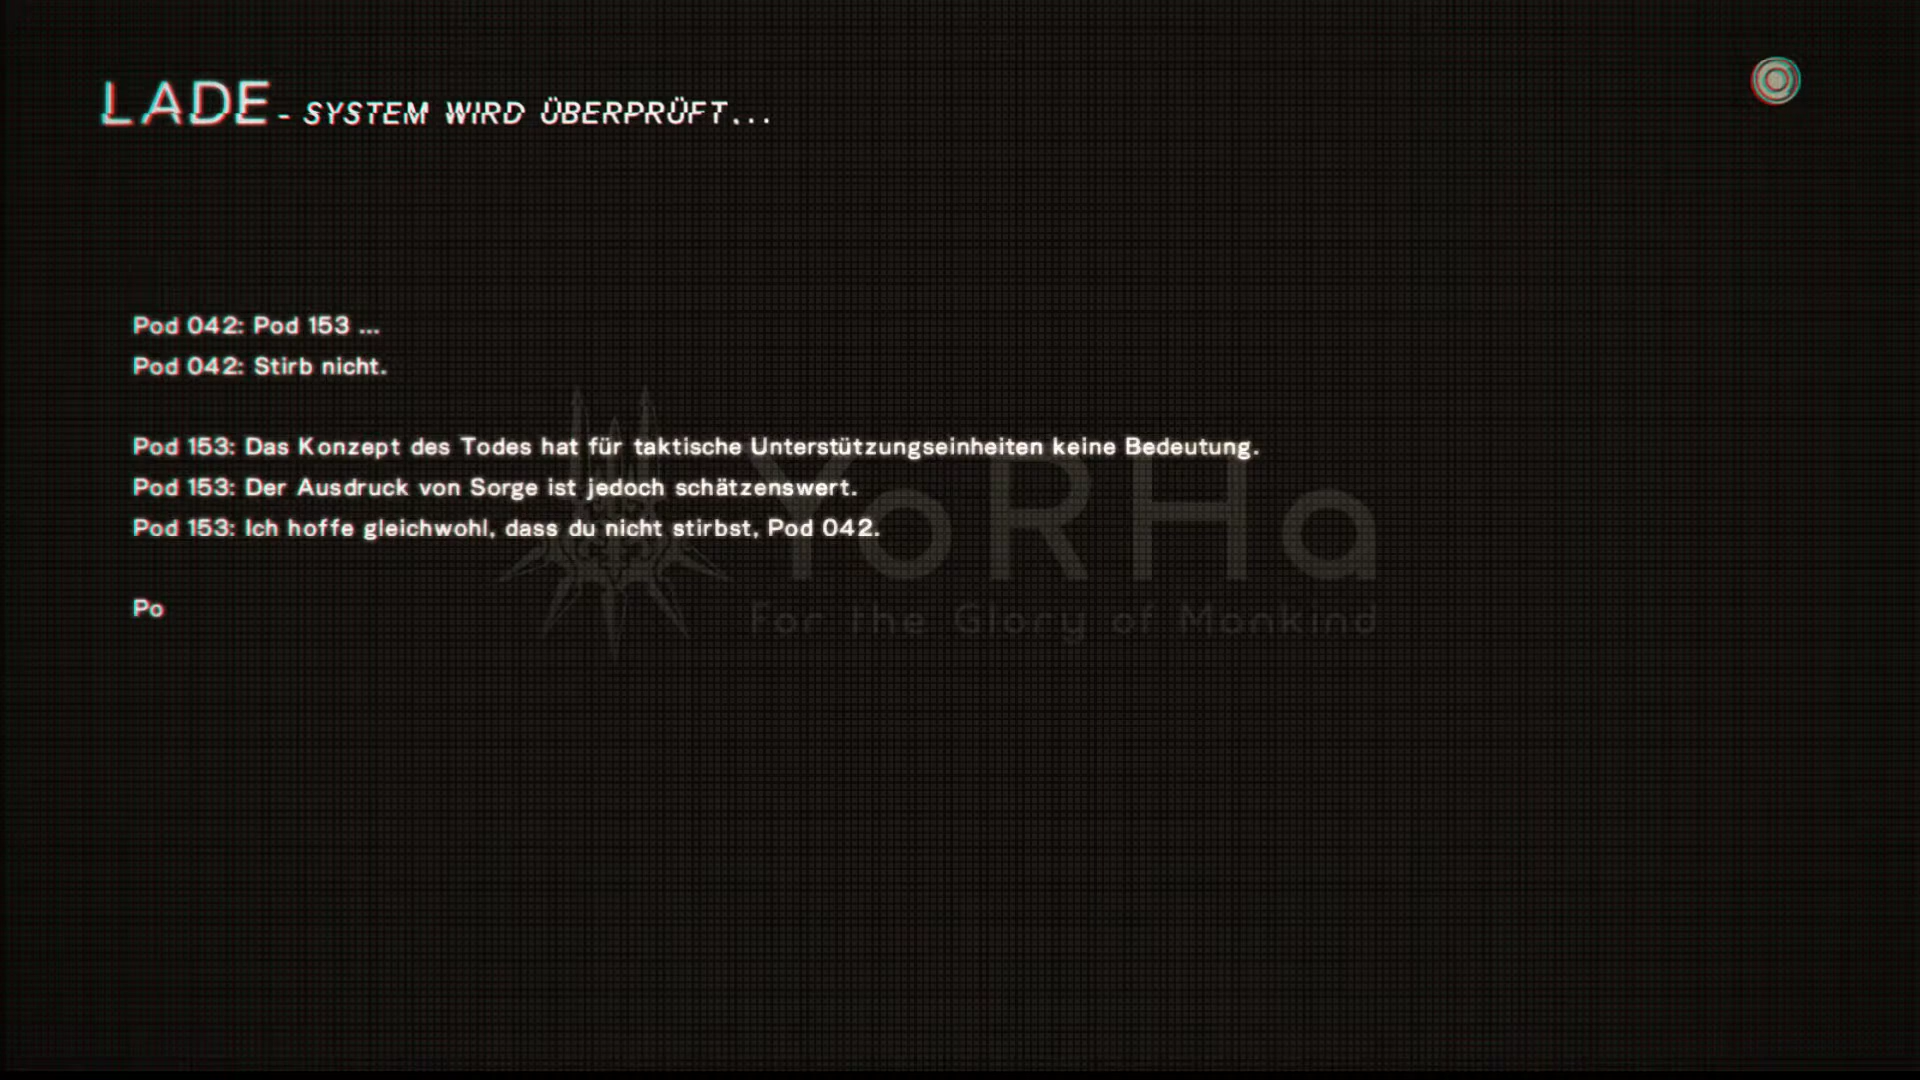 LADE - SYSTEM WIRD ÜBERPRÜFT...
Pod 042: Pod 153 ...
Pod 042: Stirb nicht.
Pod 153: Das Konzept des Todes hat für taktische Unterstützungseinheiten keine Bedeutung.
Pod 153: Der Ausdruck von Sorge ist jedoch schätzenswert.
Pod 153: Ich hoffe gleichwohl, dass du nicht stirbst, Pod 042.
Po
YoRHa
For the Glory of Mankind